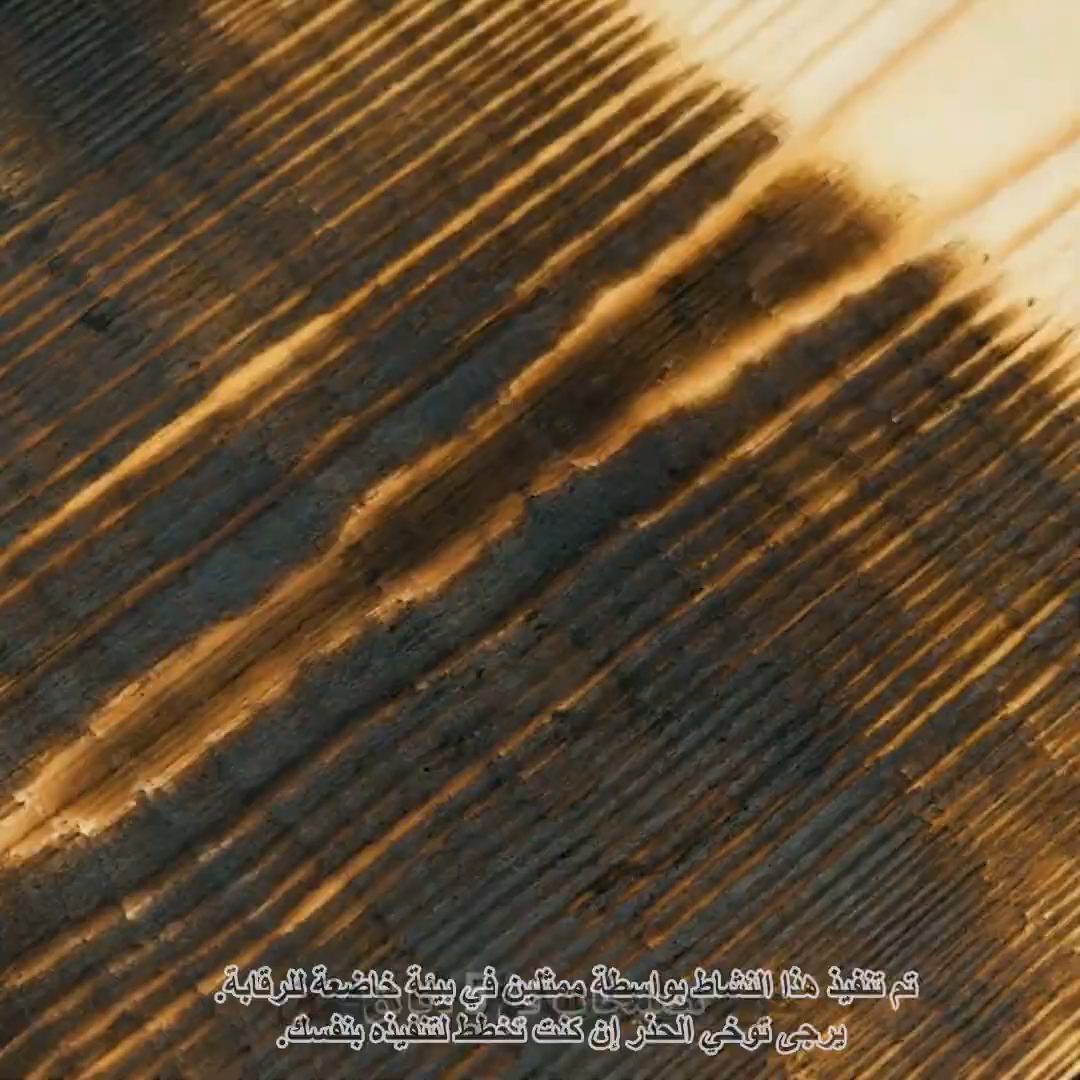 تم تنفيذ هذا النشاط بواسطة ممثلين في بيئة خاضعة للرقابة.
يرجى توخي الحذر إن كنت تخطط لتنفيذه بنفسك.